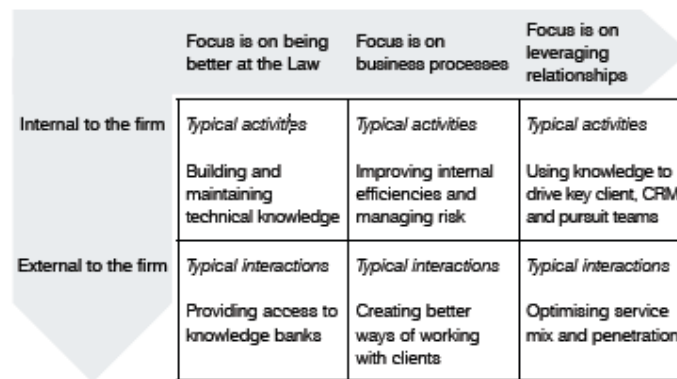 Focus is on being
better at the Law
Focus is on
business processes
Focus is on
leveraging
relationships
Internal to the firm
Typical activities
Building and
maintaining
technical knowledge
Typical activities
Improving internal
efficiencies and
managing risk
Typical activities
Using knowledge to
drive key client, CRM
and pursuit teams
External to the firm
Typical interactions
Providing access to
knowledge banks
Typical interactions
Creating better
ways of working
with clients
Typical interactions
Optimising service
mix and penetration